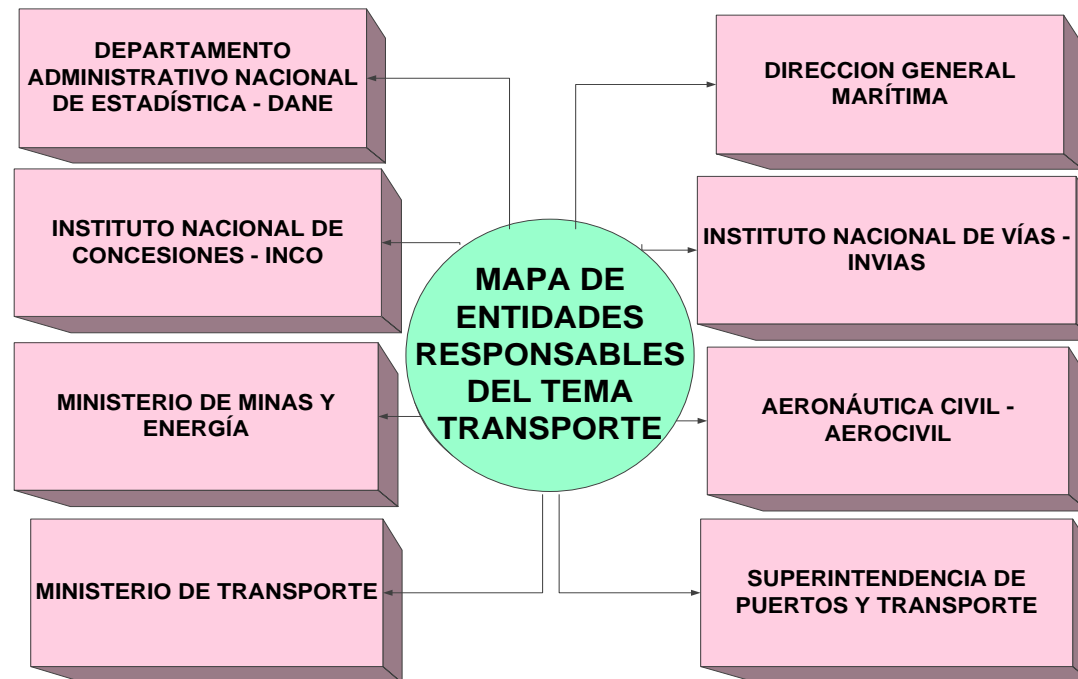 DEPARTAMENTO
ADMINISTRATIVO NACIONAL
DE ESTADÍSTICA - DANE
INSTITUTO NACIONAL DE
CONCESIONES - INCO
MINISTERIO DE MINAS Y
ENERGÍA
MINISTERIO DE TRANSPORTE
MAPA DE
ENTIDADES
RESPONSABLES
DEL TEMA
TRANSPORTE
DIRECCION GENERAL
MARÍTIMA
INSTITUTO NACIONAL DE VÍAS -
INVIAS
AERONÁUTICA CIVIL -
AEROCIVIL
SUPERINTENDENCIA DE
PUERTOS Y TRANSPORTE